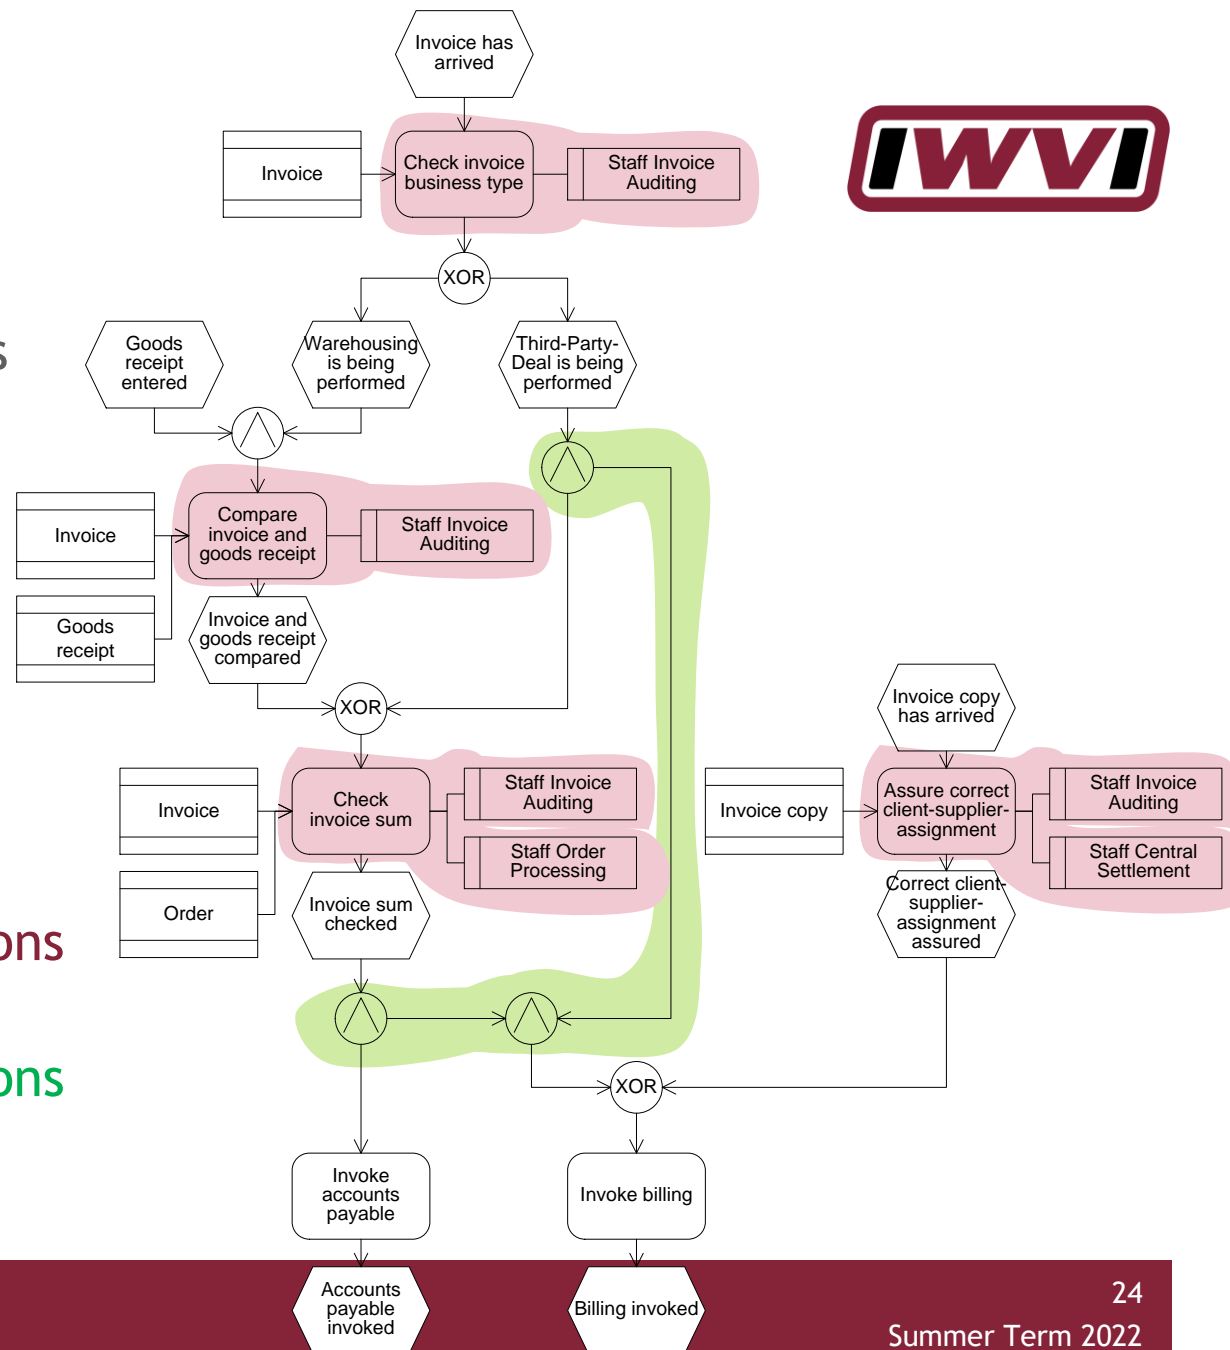 Invoice has
arrived
Invoice
Check invoice
business type
Staff Invoice
Auditing
IWVI
XOR
s
Goods
receipt
entered
Warehousing
is being
performed
Third-Party-
Deal is being
performed
Invoice
Compare
invoice and
goods receipt
Staff Invoice
Auditing
Goods
receipt
Invoice and
goods receipt
compared
XOR
Invoice copy
has arrived
Invoice
Check
invoice sum
Staff Invoice
Auditing
Staff Order
Processing
Invoice copy
Assure correct
client-supplier-
assignment
Staff Invoice
Auditing
Staff Central
Settlement
Order
Invoice sum
checked
Correct client-
supplier-
assignment
assured
ons
ons
XOR
Invoke
accounts
payable
Invoke billing
Accounts
payable
invoked
Billing invoked
24
Summer Term 2022